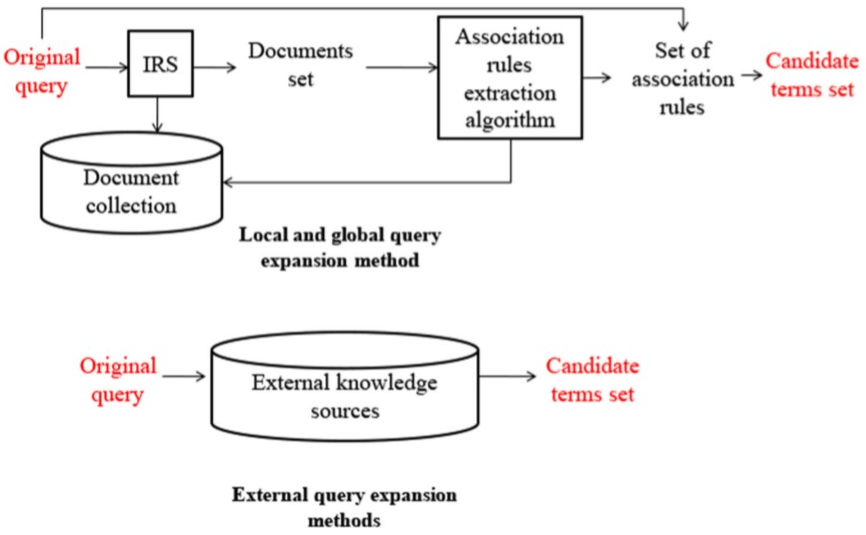 Original
query
IRS
Documents
set
Association
rules
extraction
algorithm
Set of
association
rules
Candidate
terms set
Document
collection
Local and global query
expansion method
Original
query
External knowledge
sources
Candidate
terms set
External query expansion
methods